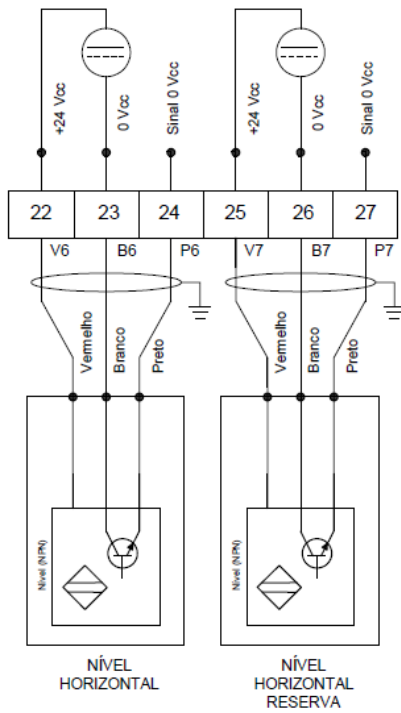 +24 Vcc
0 Vcc
Sinal 0 Vcc
+24 Vcc
0 Vcc
Sinal 0 Vcc
22 23 24 25 26 27
V6 B6 P6 V7 B7 P7
Vermelho
Branco
Preto
Vermelho
Branco
Preto
Nível (NPN)
Nível (NPN)
NÍVEL
HORIZONTAL
NÍVEL
HORIZONTAL
RESERVA